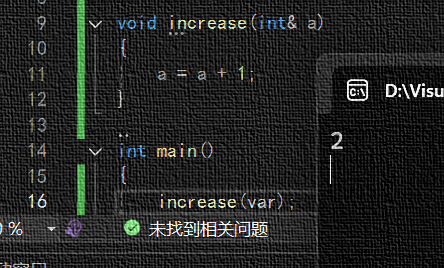 9 void increase(int& a)
10 {
11 a = a + 1;
12 }
13
14 int main()
15 {
16 increase(var);
0 %
未找到相关问题
D:\Visu
2